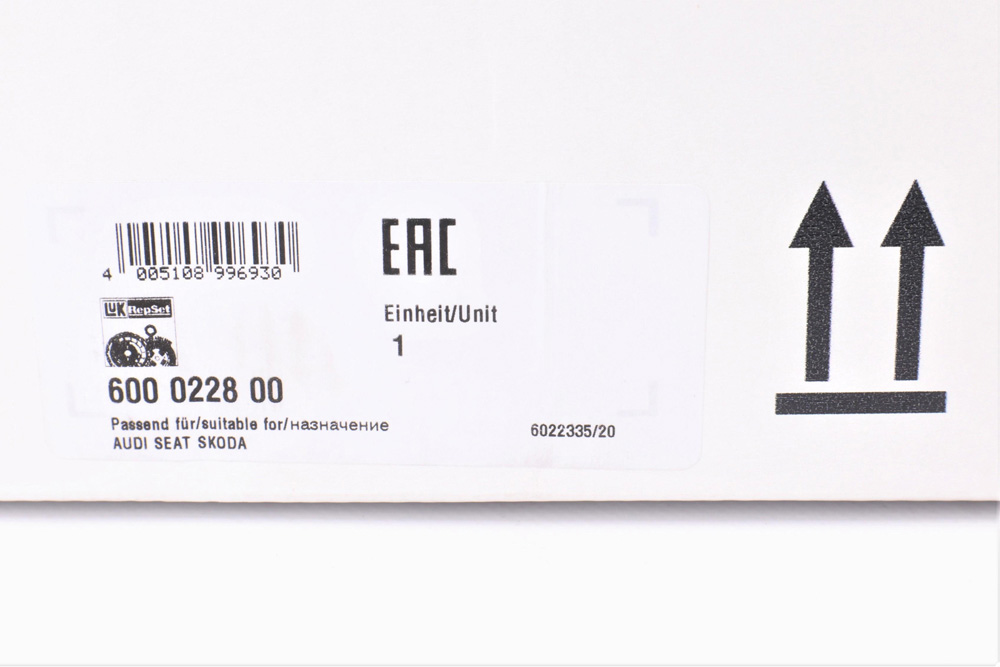 4 005108 996930
EAC
LUK RepSet
Einheit/Unit
1
600 0228 00
Passend für/suitable for/назначение
AUDI SEAT SKODA
6022335/20